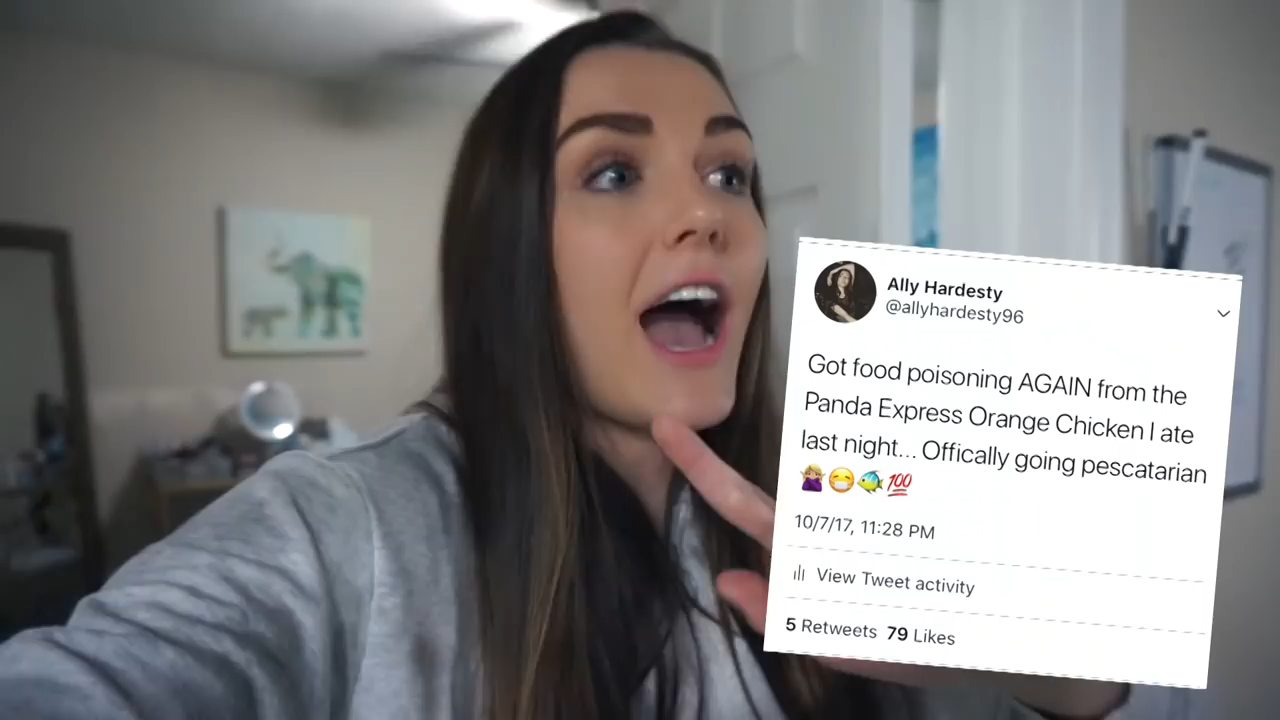 Ally Hardesty
@allyhardesty96
Got food poisoning AGAIN from the
Panda Express Orange Chicken I ate
last night... Offically going pescatarian
🙅🏼😷🐠💯
10/7/17, 11:28 PM
View Tweet activity
5 Retweets 79 Likes